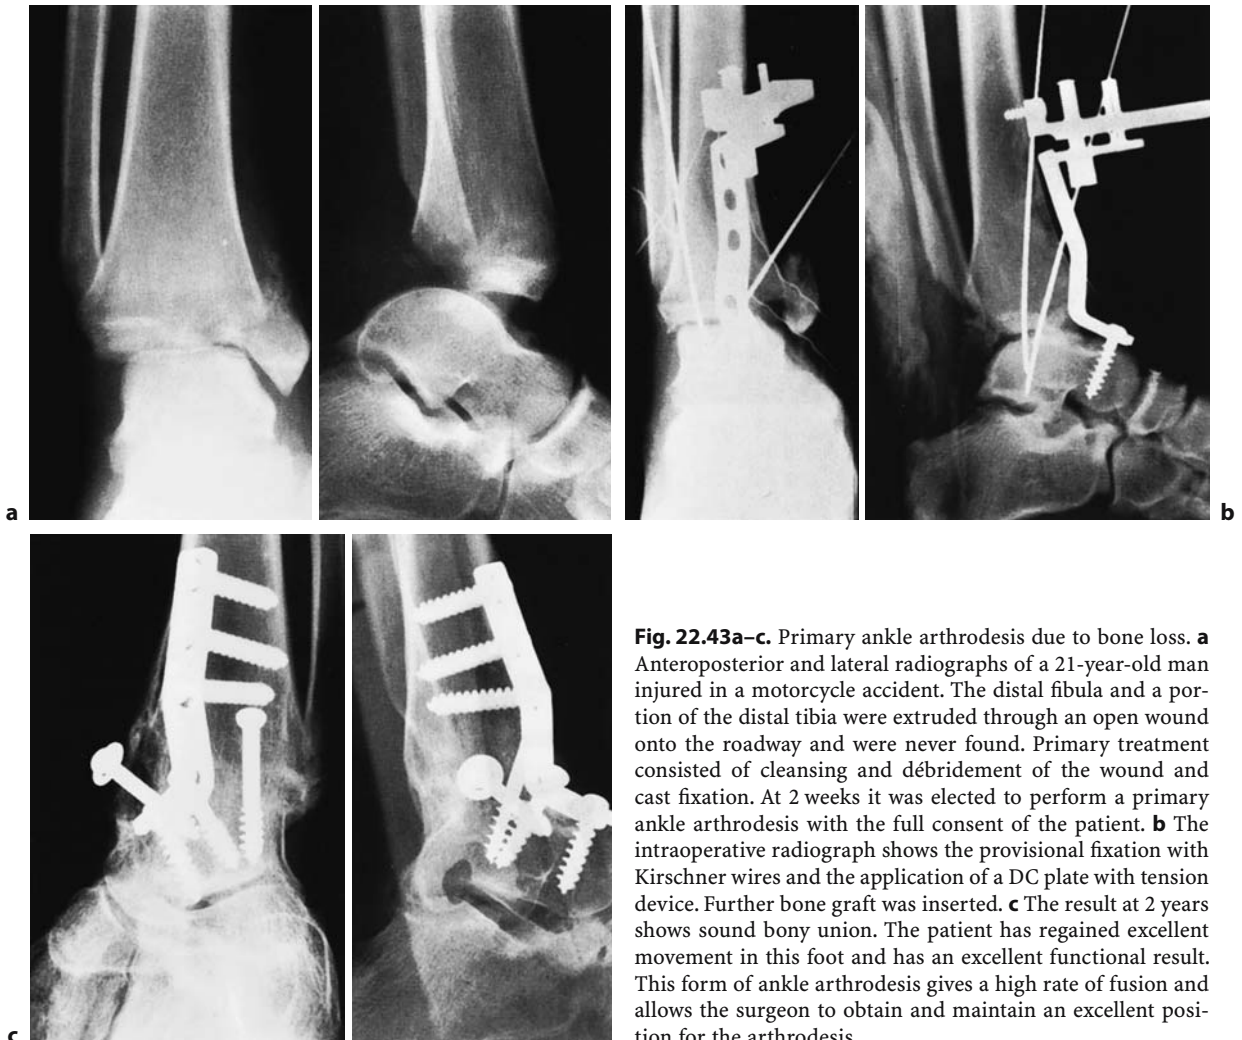 a
b
c
Fig. 22.43a–c. Primary ankle arthrodesis due to bone loss. a
Anteroposterior and lateral radiographs of a 21-year-old man
injured in a motorcycle accident. The distal fibula and a por-
tion of the distal tibia were extruded through an open wound
onto the roadway and were never found. Primary treatment
consisted of cleansing and débridement of the wound and
cast fixation. At 2 weeks it was elected to perform a primary
ankle arthrodesis with the full consent of the patient. b The
intraoperative radiograph shows the provisional fixation with
Kirschner wires and the application of a DC plate with tension
device. Further bone graft was inserted. c The result at 2 years
shows sound bony union. The patient has regained excellent
movement in this foot and has an excellent functional result.
This form of ankle arthrodesis gives a high rate of fusion and
allows the surgeon to obtain and maintain an excellent posi-
tion for the arthrodesis